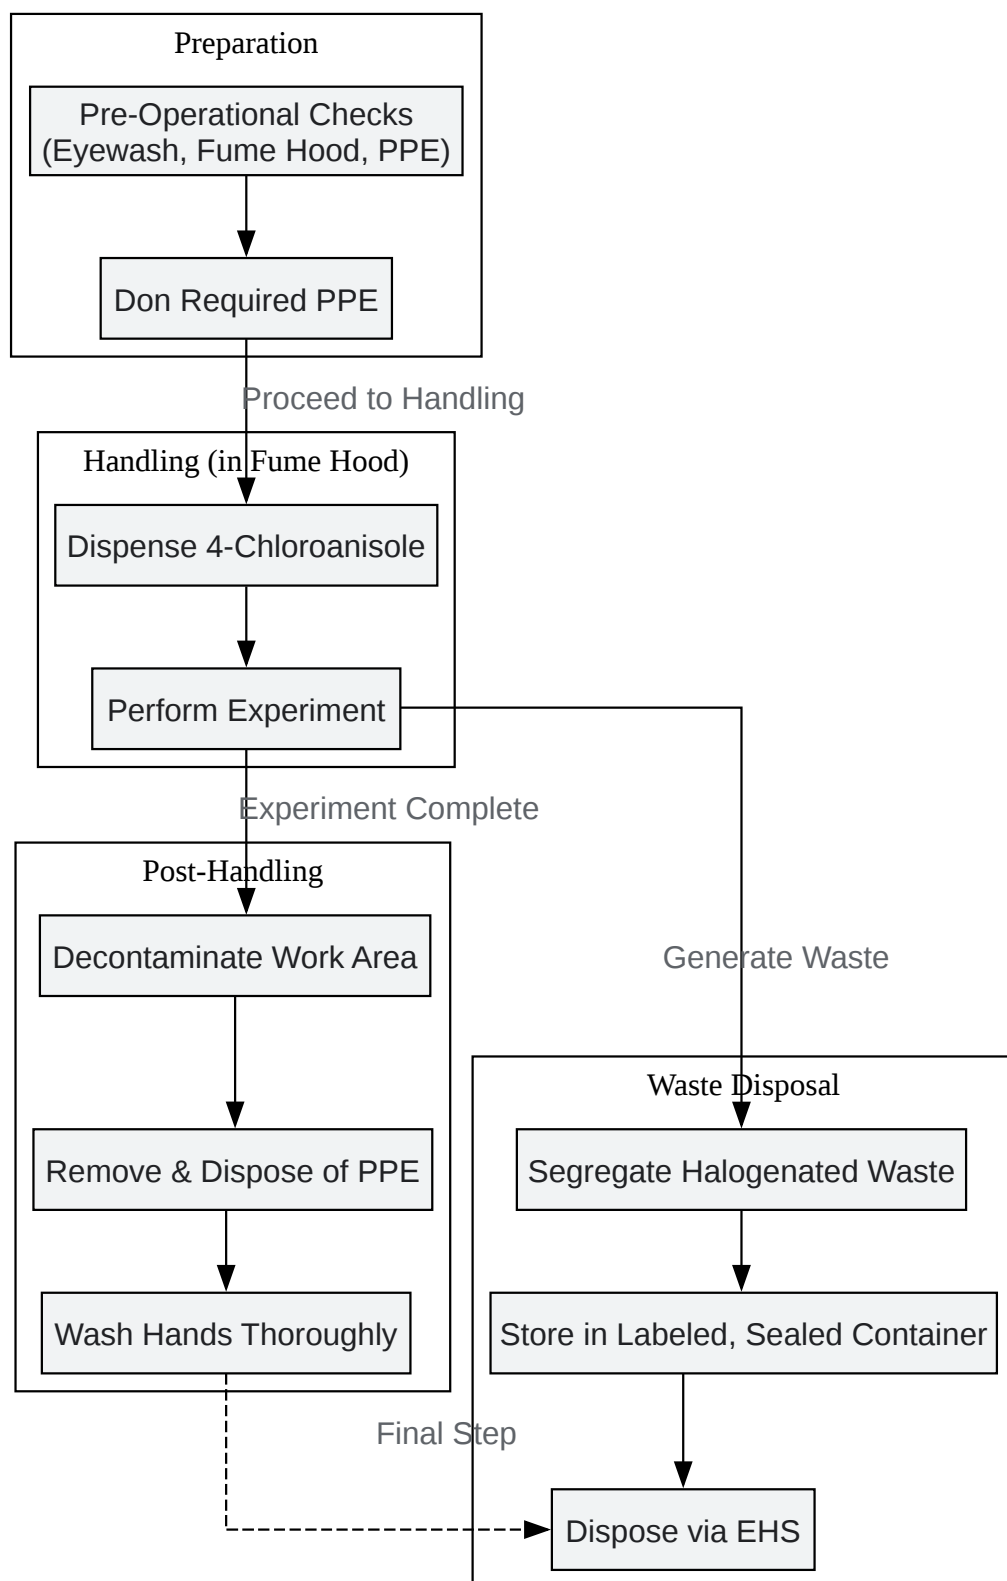 Preparation
Pre-Operational Checks
(Eyewash, Fume Hood, PPE)
Don Required PPE
Proceed to Handling
Handling (in Fume Hood)
Dispense 4-Chloroanisole
Perform Experiment
Experiment Complete
Post-Handling
Decontaminate Work Area
Generate Waste
Waste Disposal
Remove & Dispose of PPE
Segregate Halogenated Waste
Wash Hands Thoroughly
Store in Labeled, Sealed Container
Final Step
Dispose via EHS